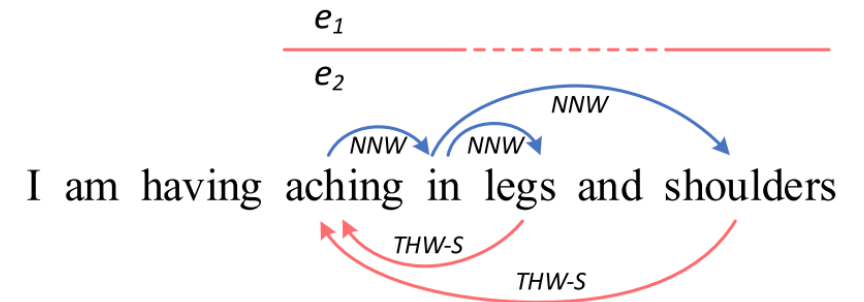 e1
e2
NNW
NNW NNW
I am having aching in legs and shoulders
THW-S
THW-S